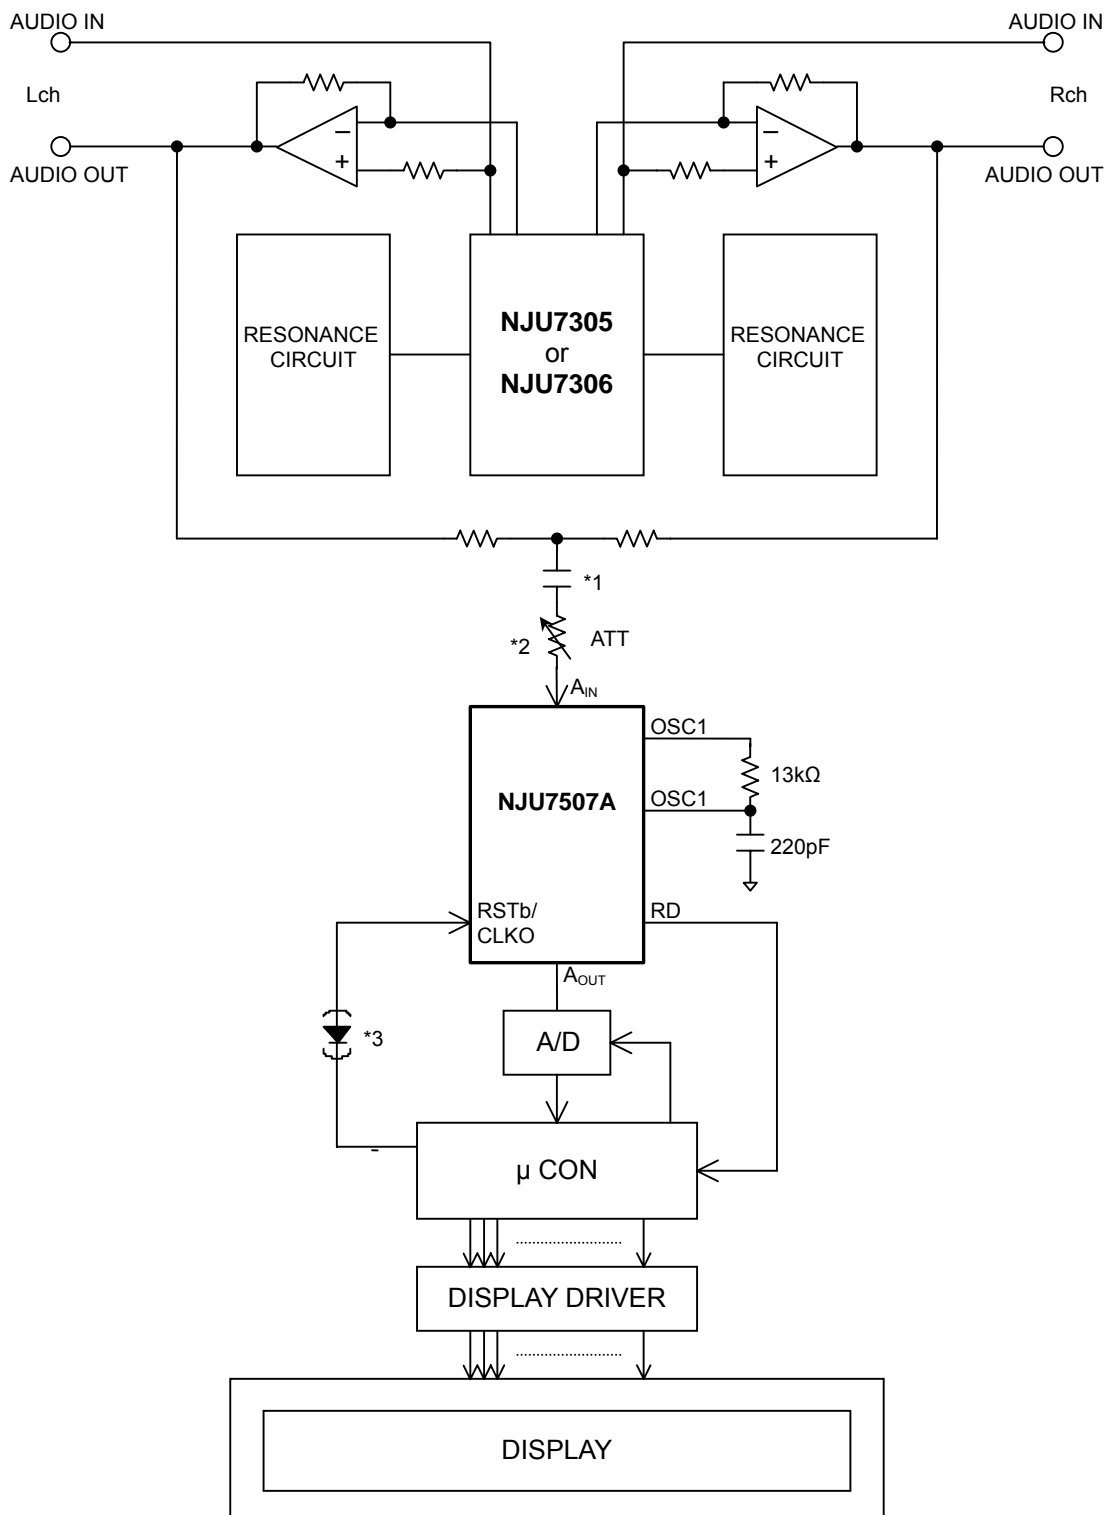 AUDIO IN
AUDIO IN
Lch
Rch
AUDIO OUT
AUDIO OUT
−
+
−
+
RESONANCE
CIRCUIT
NJU7305
or
NJU7306
RESONANCE
CIRCUIT
*1
*2
ATT
AIN
OSC1
13kΩ
NJU7507A
OSC1
220pF
RSTb/
CLKO
RD
AOUT
*3
A/D
μ CON
DISPLAY DRIVER
DISPLAY